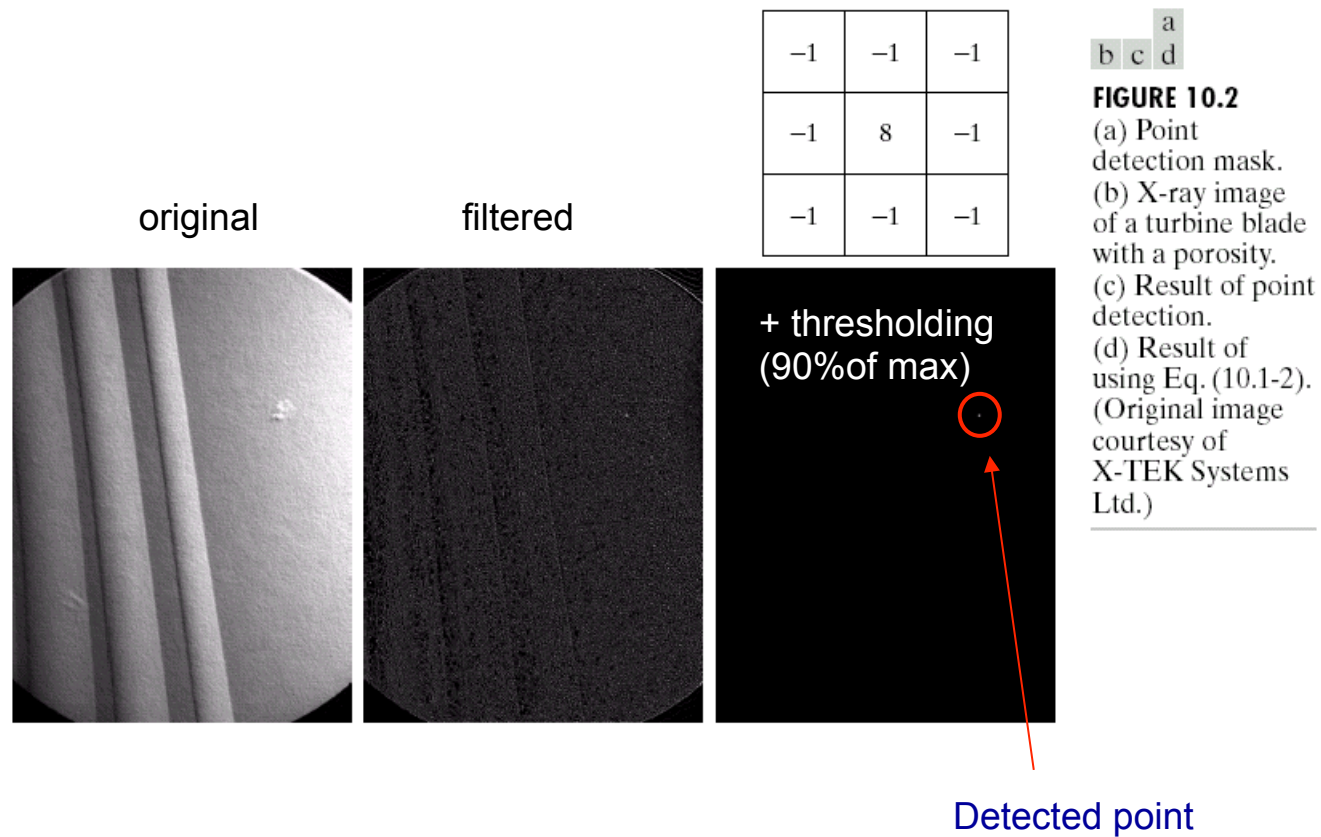 −1 −1 −1
−1 8 −1
−1 −1 −1
a
b c d
FIGURE 10.2
(a) Point
detection mask.
(b) X-ray image
of a turbine blade
with a porosity.
(c) Result of point
detection.
(d) Result of
using Eq. (10.1-2).
(Original image
courtesy of
X-TEK Systems
Ltd.)
original
filtered
+ thresholding
(90%of max)
Detected point